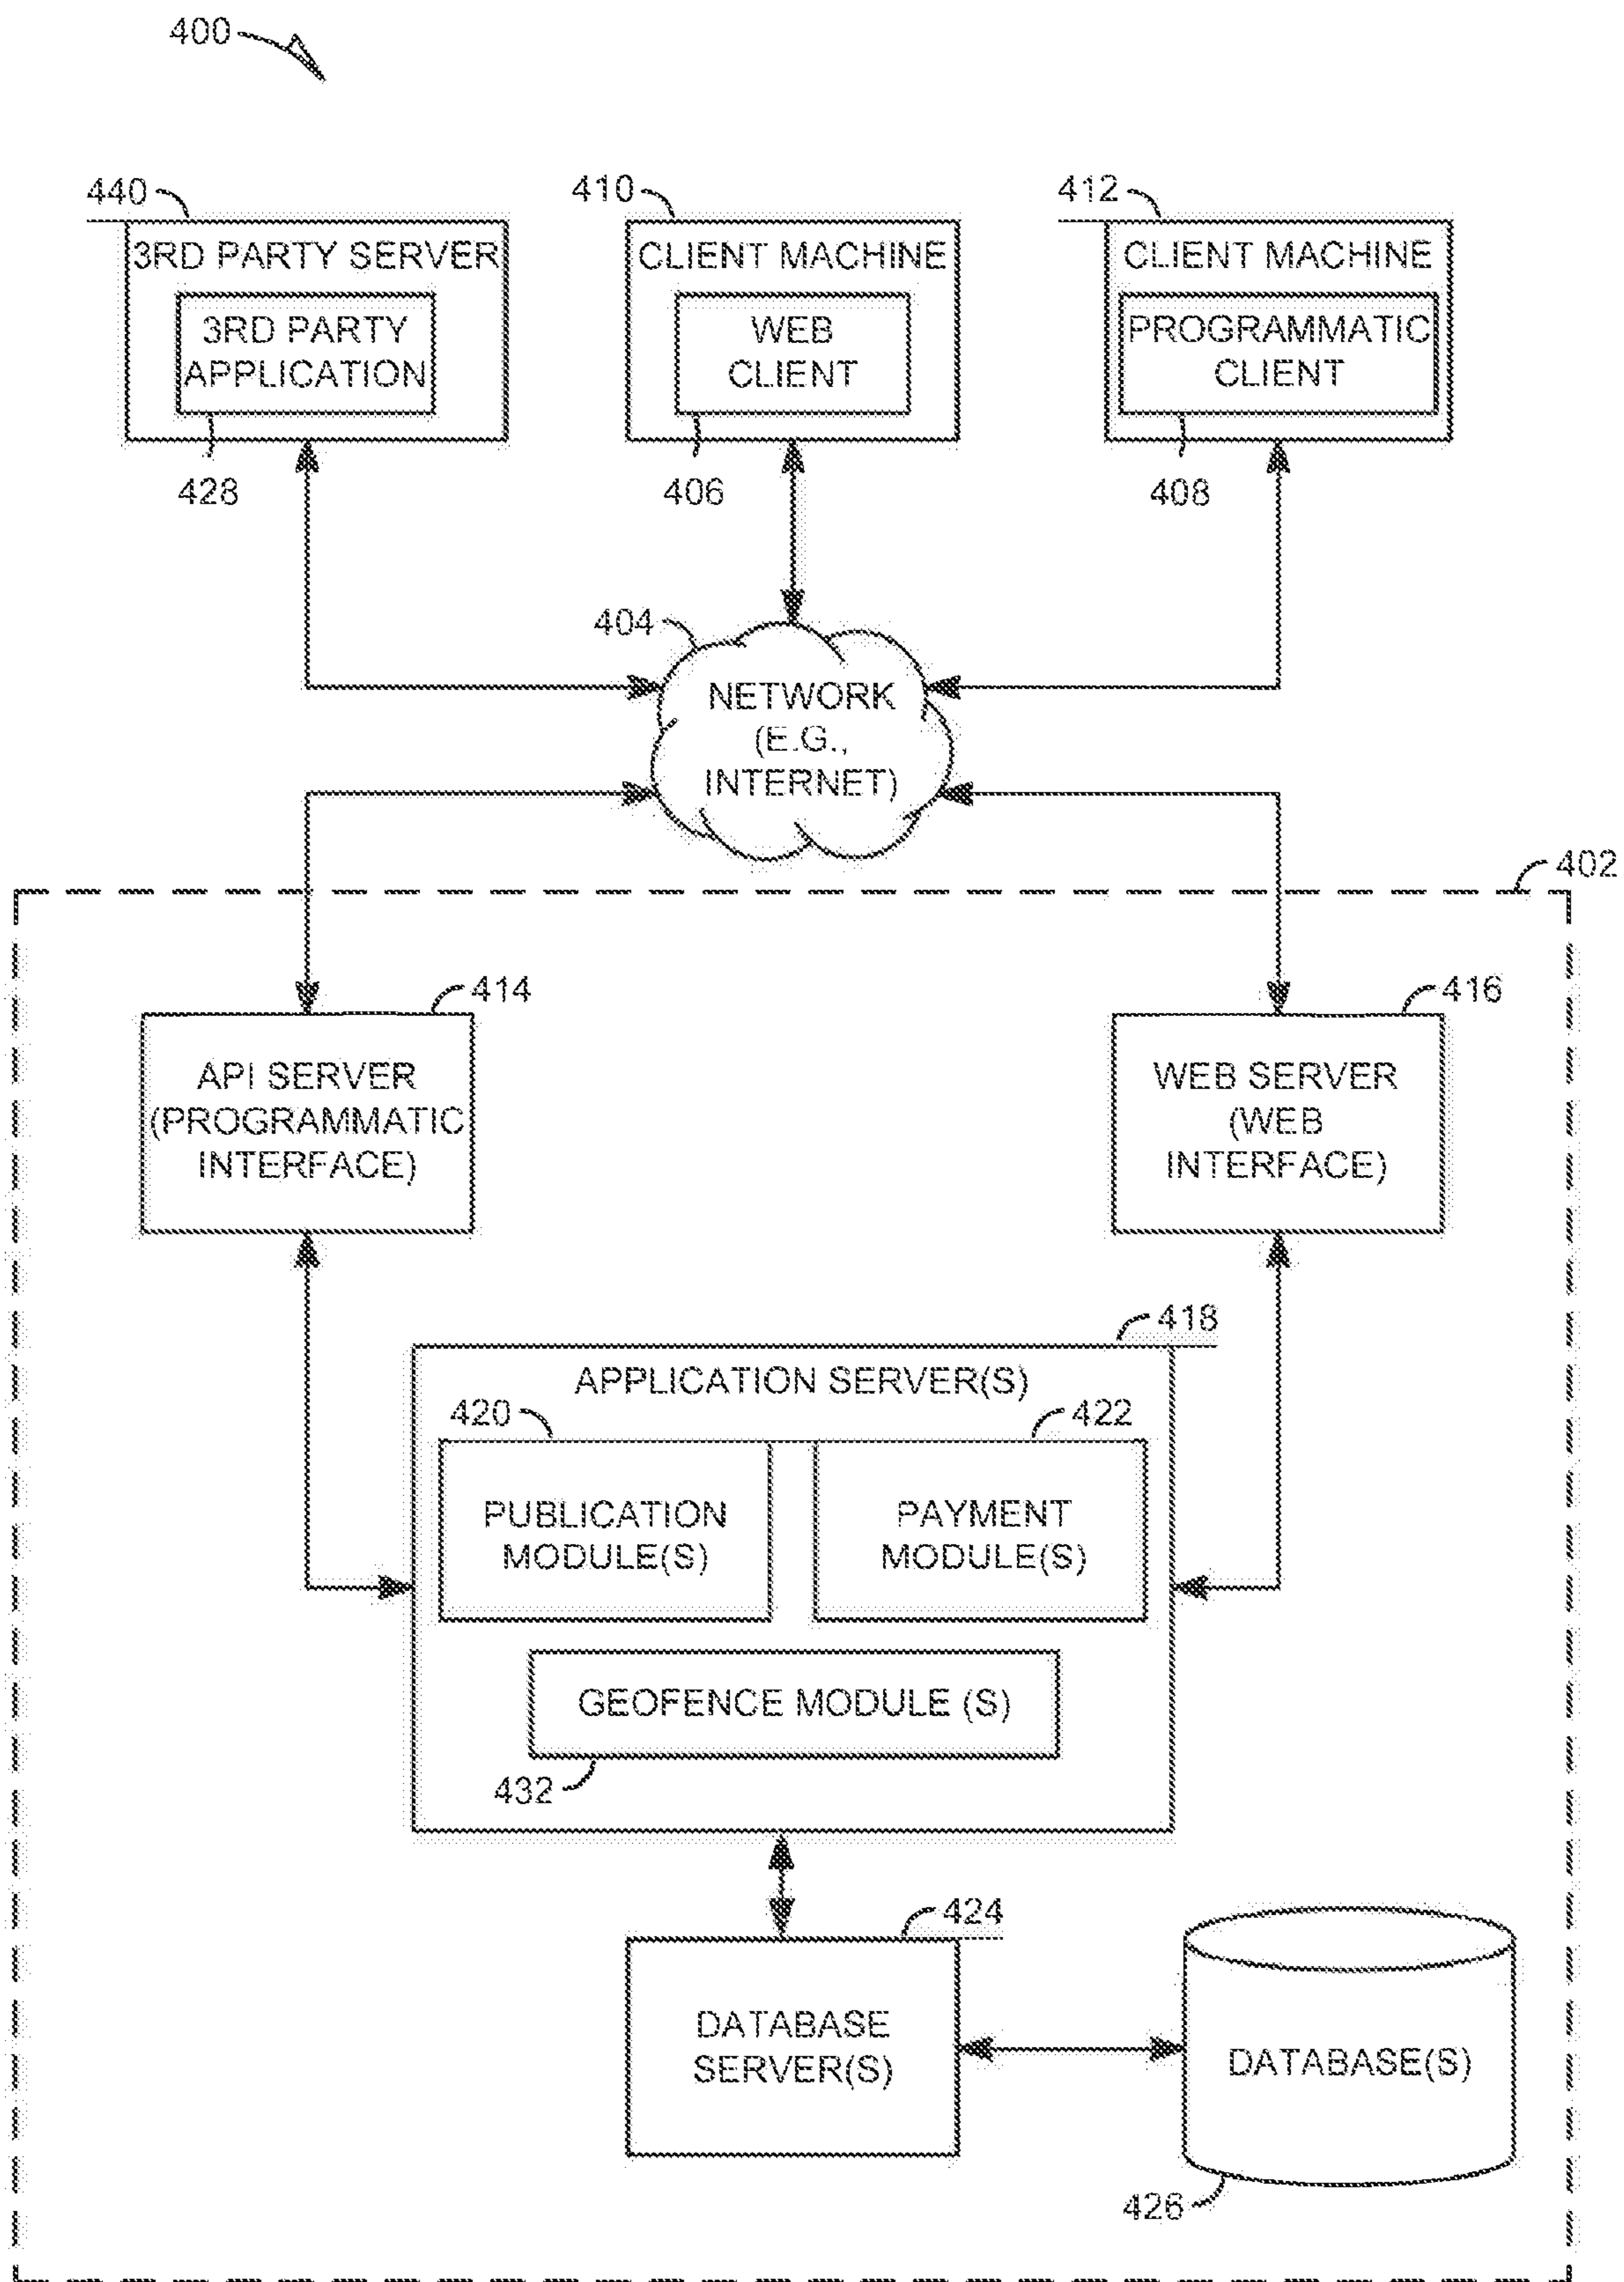 400
440
410
412
3RD PARTY SERVER
CLIENT MACHINE
CLIENT MACHINE
3RD PARTY
APPLICATION
WEB
CLIENT
PROGRAMMATIC
CLIENT
428
406
408
404
NETWORK
(E.G.,
INTERNET)
402
414
416
API SERVER
(PROGRAMMATIC
INTERFACE)
WEB SERVER
(WEB
INTERFACE)
418
APPLICATION SERVER(S)
420
422
PUBLICATION
MODULE(S)
PAYMENT
MODULE(S)
GEOFENCE MODULE (S)
432
424
DATABASE
SERVER(S)
DATABASE(S)
426